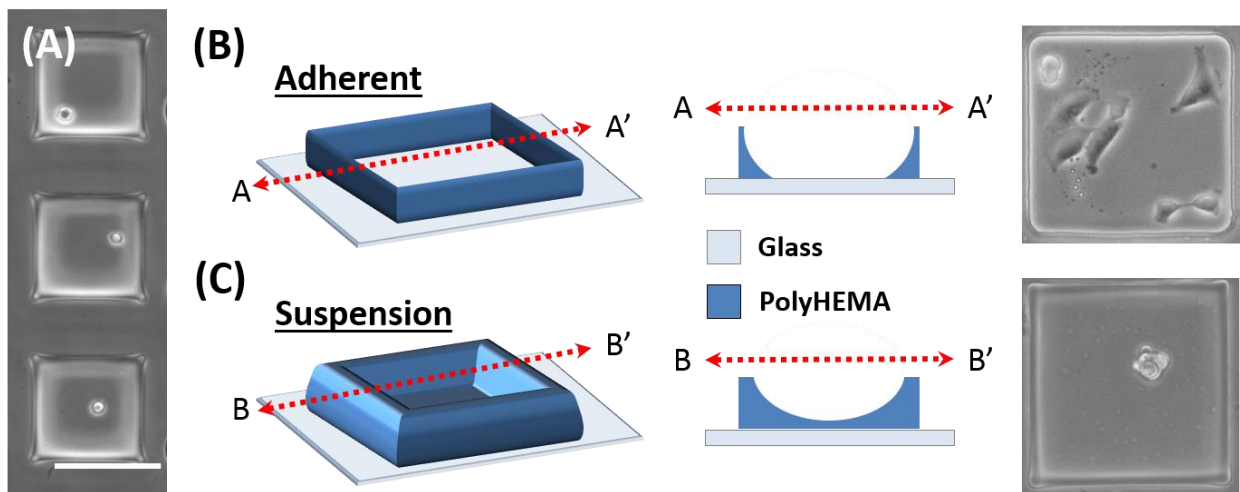 (A)
(B)
Adherent
A
A’
A
A’
Glass
PolyHEMA
(C)
Suspension
B
B’
B
B’